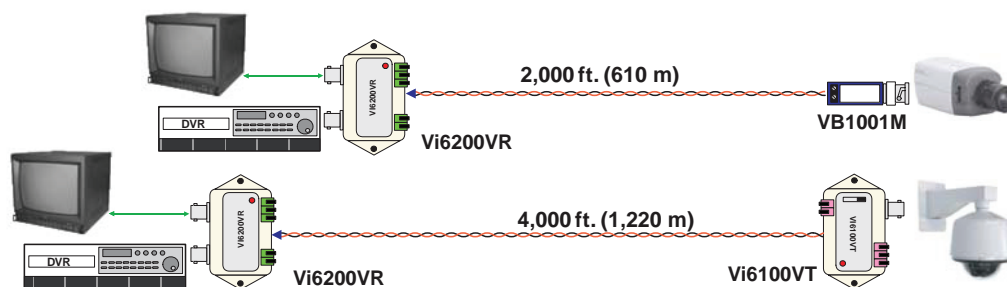 2,000 ft. (610 m)
DVR
Vi6200VR
Vi6200VR
VB1001M
4,000 ft. (1,220 m)
DVR
Vi6200VR
Vi6200VR
Vi6100VT
Vi6100VT